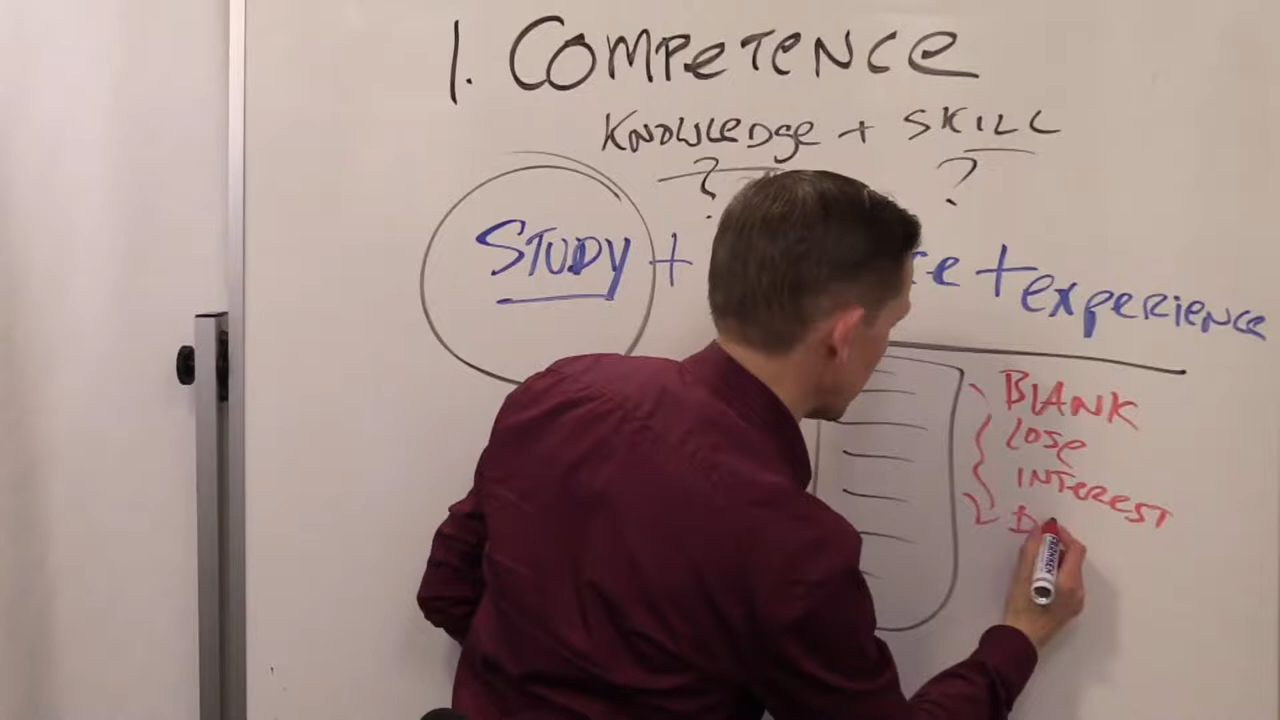 1. COMPETENCE
KNOWLEDGE + SKILL
? ?
STUDY + ce + experience
BLANK
LOSE
INTEREST
D